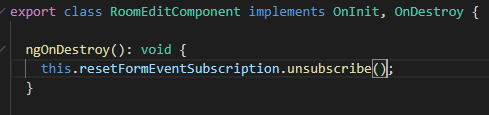 export class RoomEditComponent implements OnInit, OnDestroy {
ngOnDestroy(): void {
this.resetFormEventSubscription.unsubscribe();
}